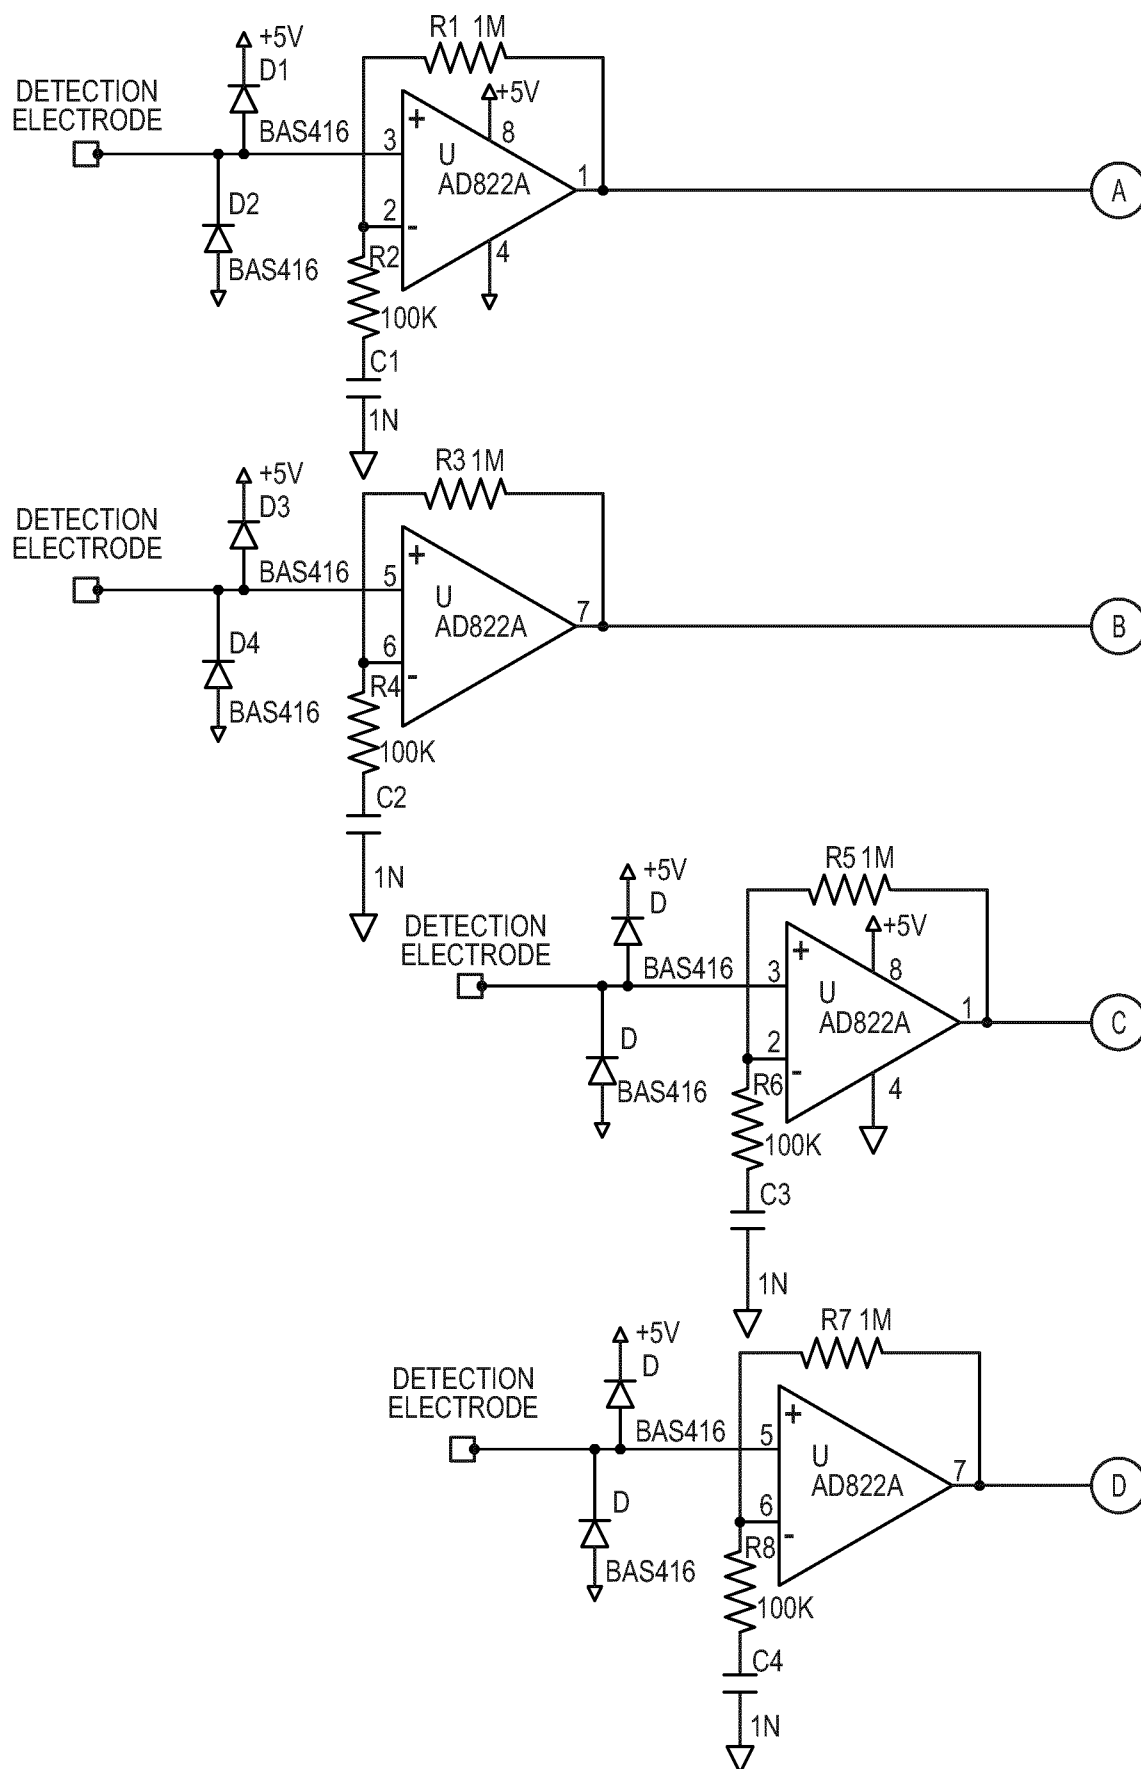 R1 1M
+5V
D1
DETECTION
ELECTRODE
BAS416
+5V
+
8
3
U
AD822A
1
A
D2
2
-
4
R2
BAS416
100K
C1
1N
R3 1M
+5V
D3
DETECTION
ELECTRODE
BAS416
+
5
U
AD822A
7
B
D4
6
-
R4
BAS416
100K
C2
1N
R5 1M
+5V
D
DETECTION
ELECTRODE
BAS416
+5V
+
8
3
U
AD822A
1
C
D
2
-
4
R6
BAS416
100K
C3
1N
R7 1M
+5V
D
DETECTION
ELECTRODE
BAS416
+
5
U
AD822A
7
D
D
6
-
R8
BAS416
100K
C4
1N